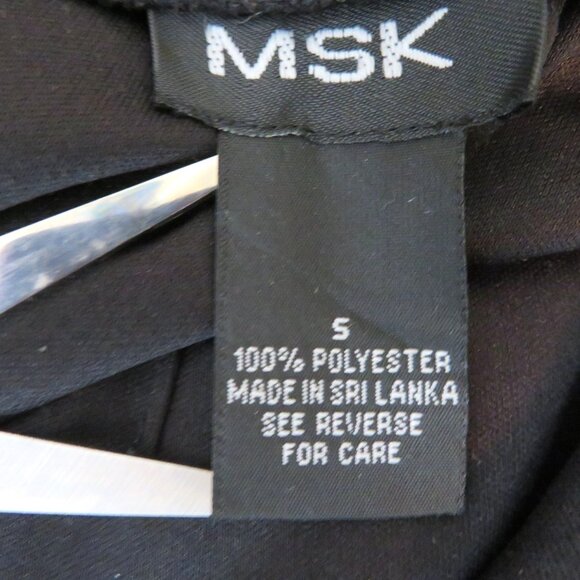 MSK
S
100% POLYESTER
MADE IN SRI LANKA
SEE REVERSE
FOR CARE